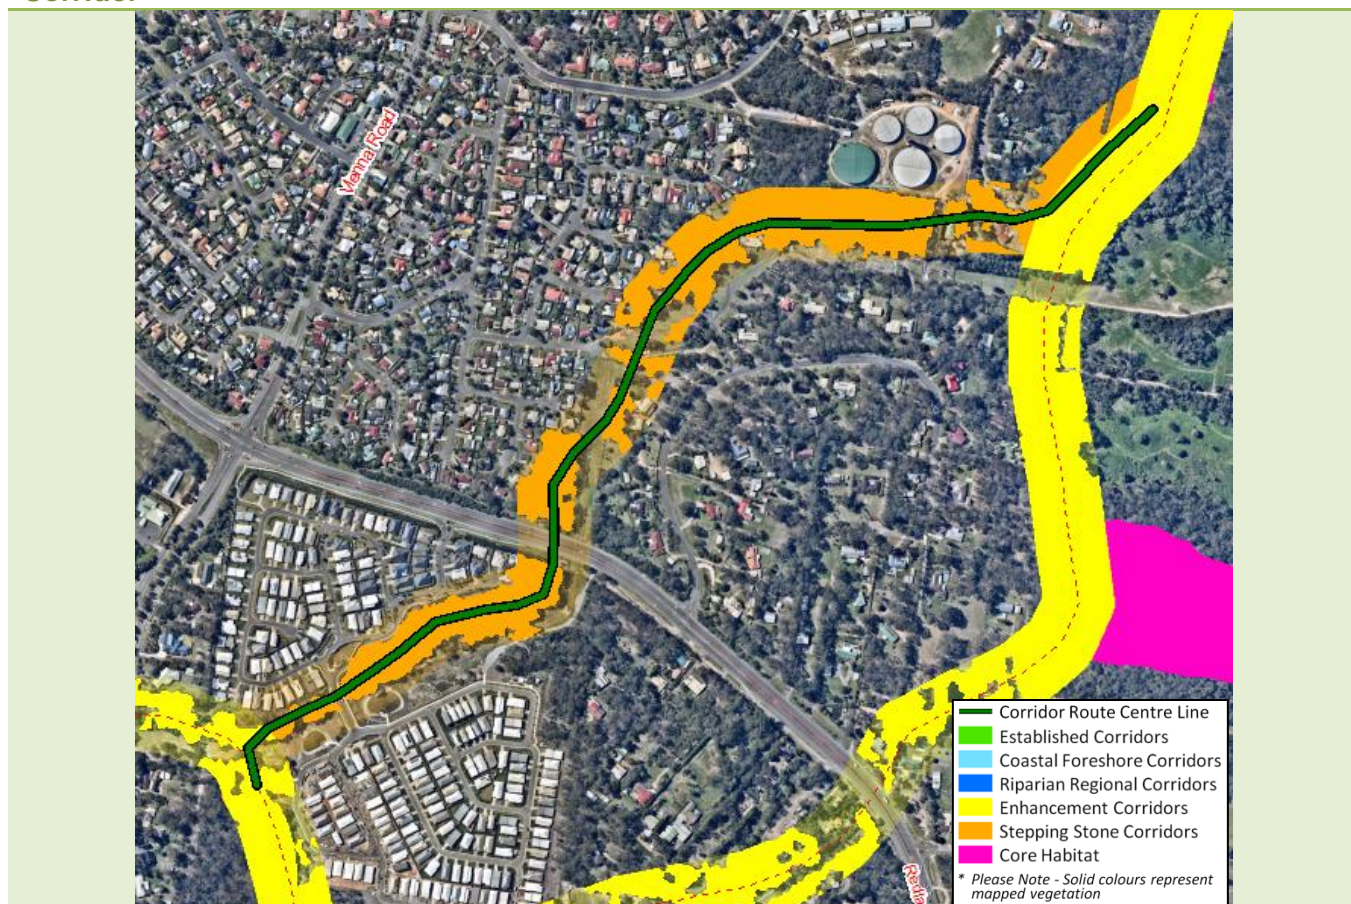 Vienna Road
Corridor Route Centre Line
Established Corridors
Coastal Foreshore Corridors
Riparian Regional Corridors
Enhancement Corridors
Stepping Stone Corridors
Core Habitat
* Please Note - Solid colours represent
mapped vegetation